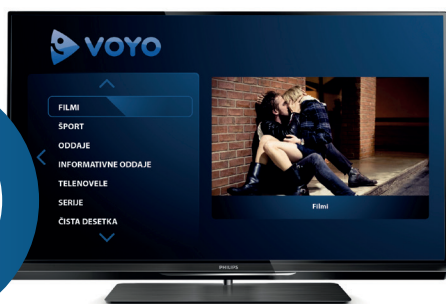 VOYO
FILMI
ŠPORT
ODDAJE
INFORMATIVNE ODDAJE
TELENOVELE
SERIJE
ČISTA DESETKA
Filmi
PHILIPS